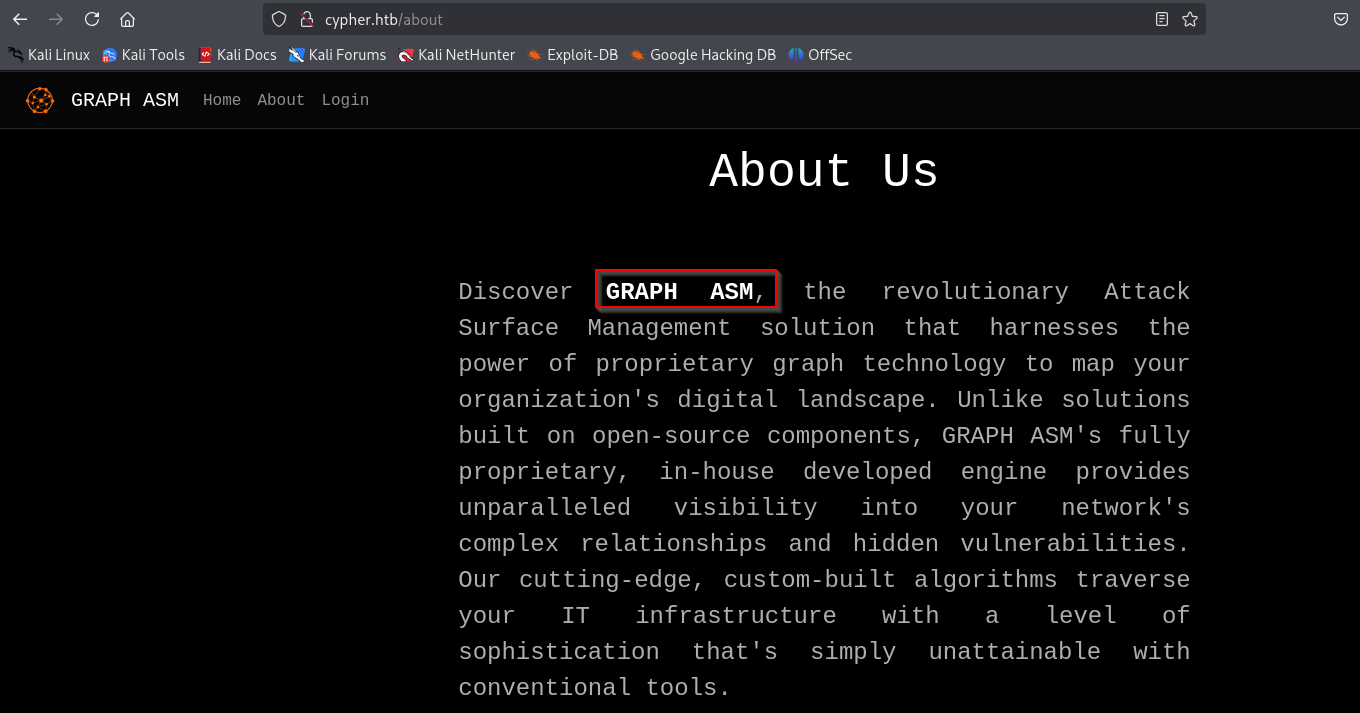 cypher.htb/about
Kali Linux Kali Tools Kali Docs Kali Forums Kali NetHunter Exploit-DB Google Hacking DB OffSec
GRAPH ASM Home About Login
About Us
Discover GRAPH ASM, the revolutionary Attack
Surface Management solution that harnesses the
power of proprietary graph technology to map your
organization's digital landscape. Unlike solutions
built on open-source components, GRAPH ASM's fully
proprietary, in-house developed engine provides
unparalleled visibility into your network's
complex relationships and hidden vulnerabilities.
Our cutting-edge, custom-built algorithms traverse
your IT infrastructure with a level of
sophistication that's simply unattainable with
conventional tools.